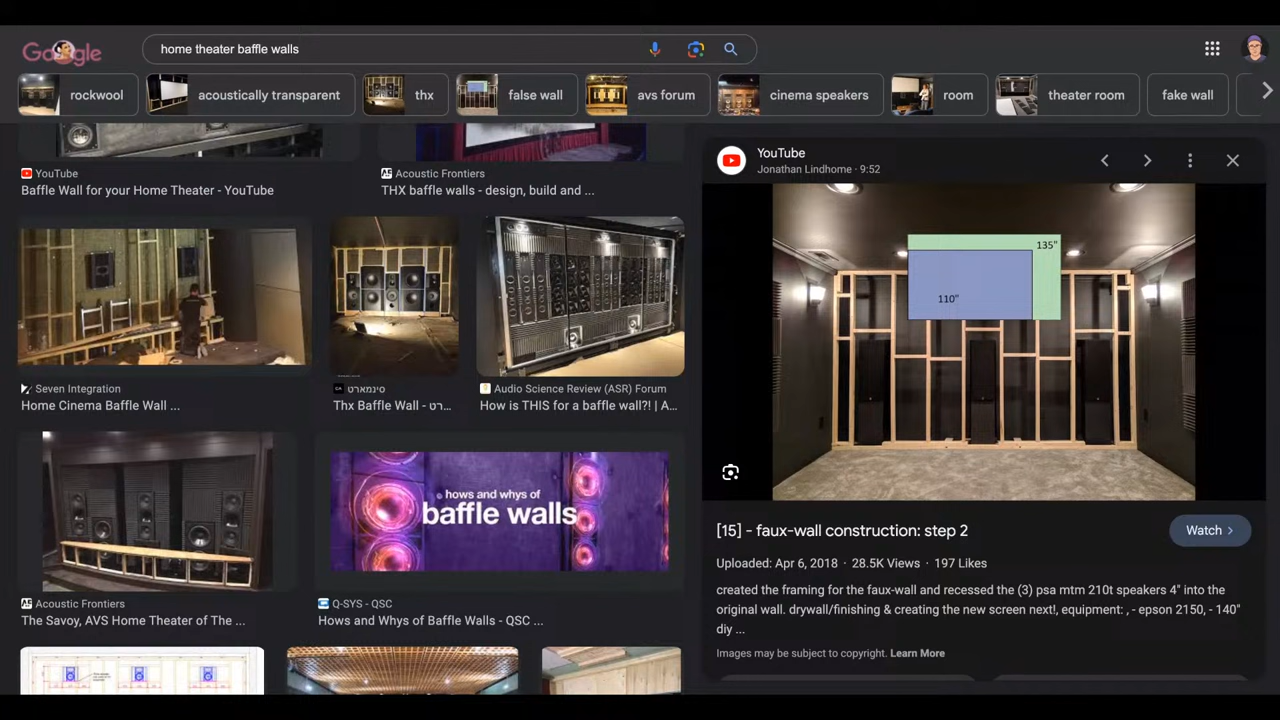 Google
home theater baffle walls
rockwool
acoustically transparent
thx
false wall
avs forum
cinema speakers
room
theater room
fake wall
YouTube
Baffle Wall for your Home Theater - YouTube
Acoustic Frontiers
THX baffle walls - design, build and ...
Seven Integration
Home Cinema Baffle Wall ...
סינמארט
Thx Baffle Wall - סינמארט...
Audio Science Review (ASR) Forum
How is THIS for a baffle wall?! | A...
Acoustic Frontiers
The Savoy, AVS Home Theater of The ...
hows and whys of
baffle walls
Q-SYS - QSC
Hows and Whys of Baffle Walls - QSC ...
YouTube
Jonathan Lindhome · 9:52
135"
110"
[15] - faux-wall construction: step 2
Watch
Uploaded: Apr 6, 2018 · 28.5K Views · 197 Likes
created the framing for the faux-wall and recessed the (3) psa mtm 210t speakers 4" into the
original wall. drywall/finishing & creating the new screen next!, equipment: , - epson 2150, - 140"
diy ...
Images may be subject to copyright. Learn More